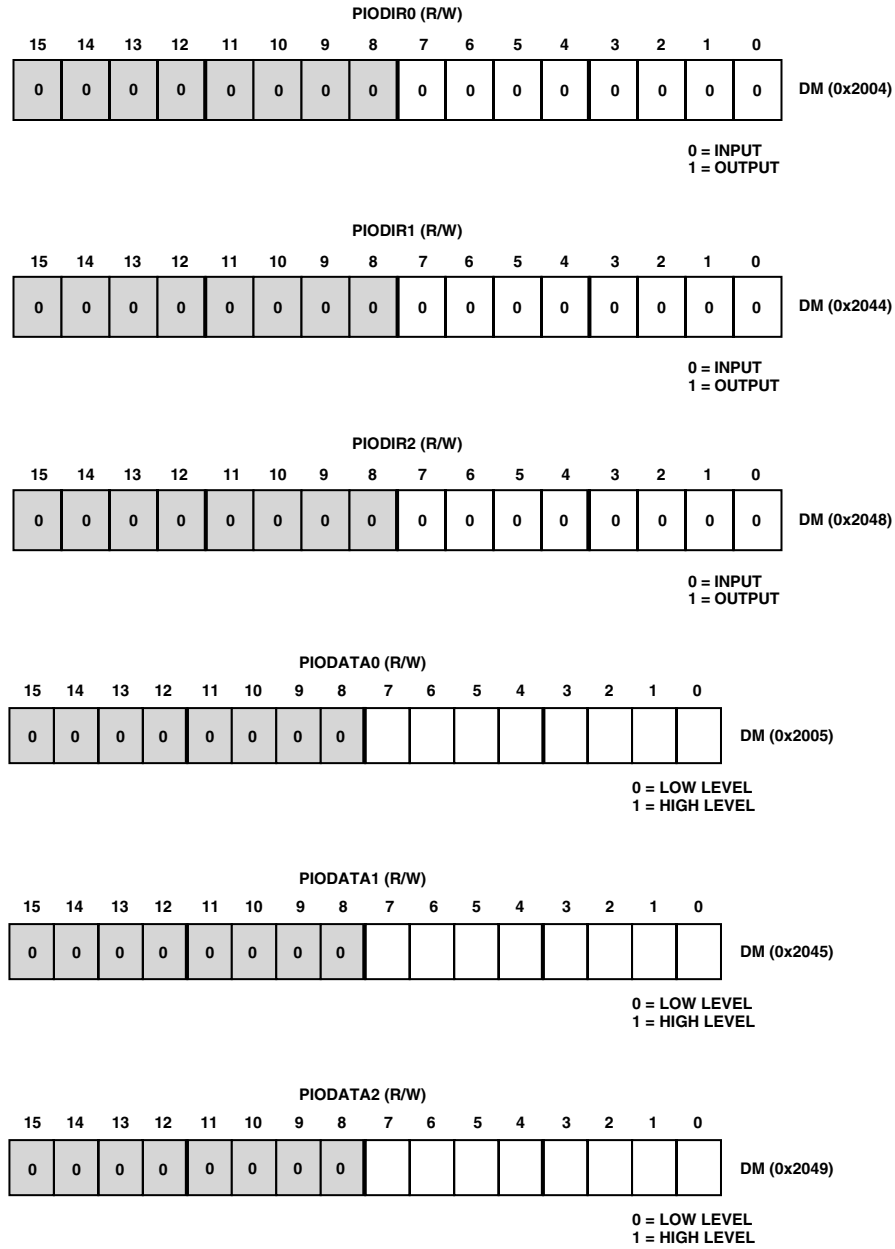 PIODIR0 (R/W)
15 14 13 12 11 10 9 8 7 6 5 4 3 2 1 0
0 0 0 0 0 0 0 0 0 0 0 0 0 0 0 0 DM (0x2004)
0 = INPUT
1 = OUTPUT
PIODIR1 (R/W)
15 14 13 12 11 10 9 8 7 6 5 4 3 2 1 0
0 0 0 0 0 0 0 0 0 0 0 0 0 0 0 0 DM (0x2044)
0 = INPUT
1 = OUTPUT
PIODIR2 (R/W)
15 14 13 12 11 10 9 8 7 6 5 4 3 2 1 0
0 0 0 0 0 0 0 0 0 0 0 0 0 0 0 0 DM (0x2048)
0 = INPUT
1 = OUTPUT
PIODATA0 (R/W)
15 14 13 12 11 10 9 8 7 6 5 4 3 2 1 0
0 0 0 0 0 0 0 0 DM (0x2005)
0 = LOW LEVEL
1 = HIGH LEVEL
PIODATA1 (R/W)
15 14 13 12 11 10 9 8 7 6 5 4 3 2 1 0
0 0 0 0 0 0 0 0 DM (0x2045)
0 = LOW LEVEL
1 = HIGH LEVEL
PIODATA2 (R/W)
15 14 13 12 11 10 9 8 7 6 5 4 3 2 1 0
0 0 0 0 0 0 0 0 DM (0x2049)
0 = LOW LEVEL
1 = HIGH LEVEL